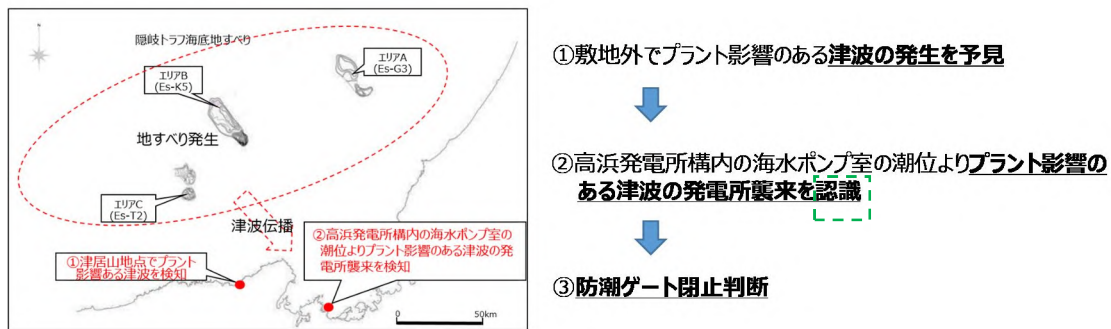 隠岐トラフ海底地すべり
エリアA
(Es-G3)
エリアB
(Es-K5)
地すべり発生
エリアC
(Es-T2)
津波伝播
①津居山地点でプラント
影響ある津波を検知
②高浜発電所構内の海水ポンプ室の
潮位よりプラント影響のある津波の発
電所襲来を検知
0
50km
①敷地外でプラント影響のある津波の発生を予見
②高浜発電所構内の海水ポンプ室の潮位よりプラント影響の
ある津波の発電所襲来を認識
③防潮ゲート閉止判断